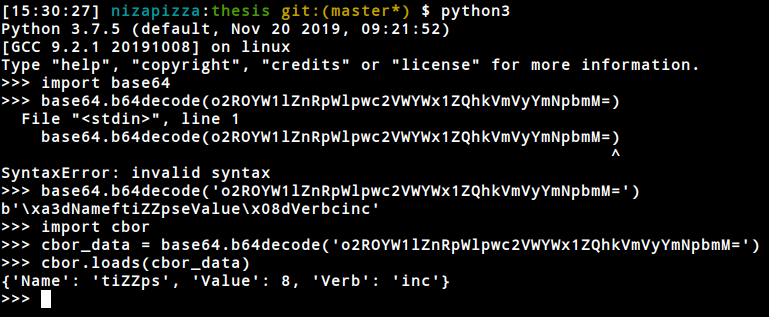 [15:30:27] nizapizza:thesis git:(master*) $ python3
Python 3.7.5 (default, Nov 20 2019, 09:21:52)
[GCC 9.2.1 20191008] on linux
Type "help", "copyright", "credits" or "license" for more information.
>>> import base64
>>> base64.b64decode(o2ROYW1lZnRpWlpwc2VWYWx1ZQhkVmVyYmNpbmM=)
  File "<stdin>", line 1
    base64.b64decode(o2ROYW1lZnRpWlpwc2VWYWx1ZQhkVmVyYmNpbmM=)
                                                             ^
SyntaxError: invalid syntax
>>> base64.b64decode('o2ROYW1lZnRpWlpwc2VWYWx1ZQhkVmVyYmNpbmM=')
b'\xa3dNameftiZZpseValue\x08dVerbcinc'
>>> import cbor
>>> cbor_data = base64.b64decode('o2ROYW1lZnRpWlpwc2VWYWx1ZQhkVmVyYmNpbmM=')
>>> cbor.loads(cbor_data)
{'Name': 'tiZZps', 'Value': 8, 'Verb': 'inc'}
>>>